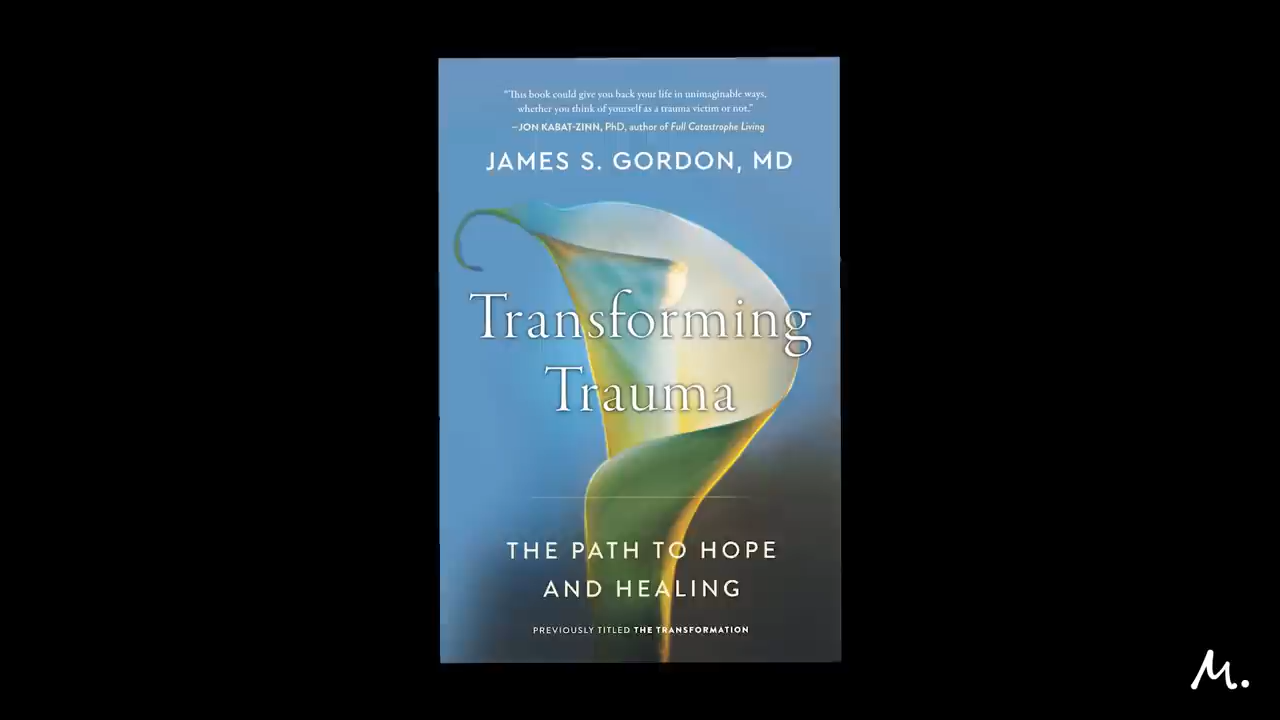 “This book could give you back your life in unimaginable ways,
whether you think of yourself as a trauma victim or not.”
—JON KABAT-ZINN, PhD, author of Full Catastrophe Living
JAMES S. GORDON, MD
Transforming
Trauma
THE PATH TO HOPE
AND HEALING
PREVIOUSLY TITLED THE TRANSFORMATION
M.